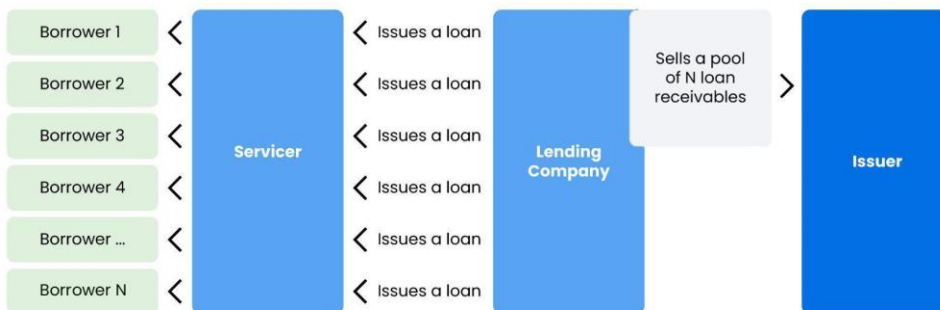 Borrower 1
Issues a loan
Borrower 2
Issues a loan
Sells a pool
of N loan
receivables
Borrower 3
Issues a loan
Servicer
Lending
Company
Issuer
Borrower 4
Issues a loan
Borrower ...
Issues a loan
Borrower N
Issues a loan